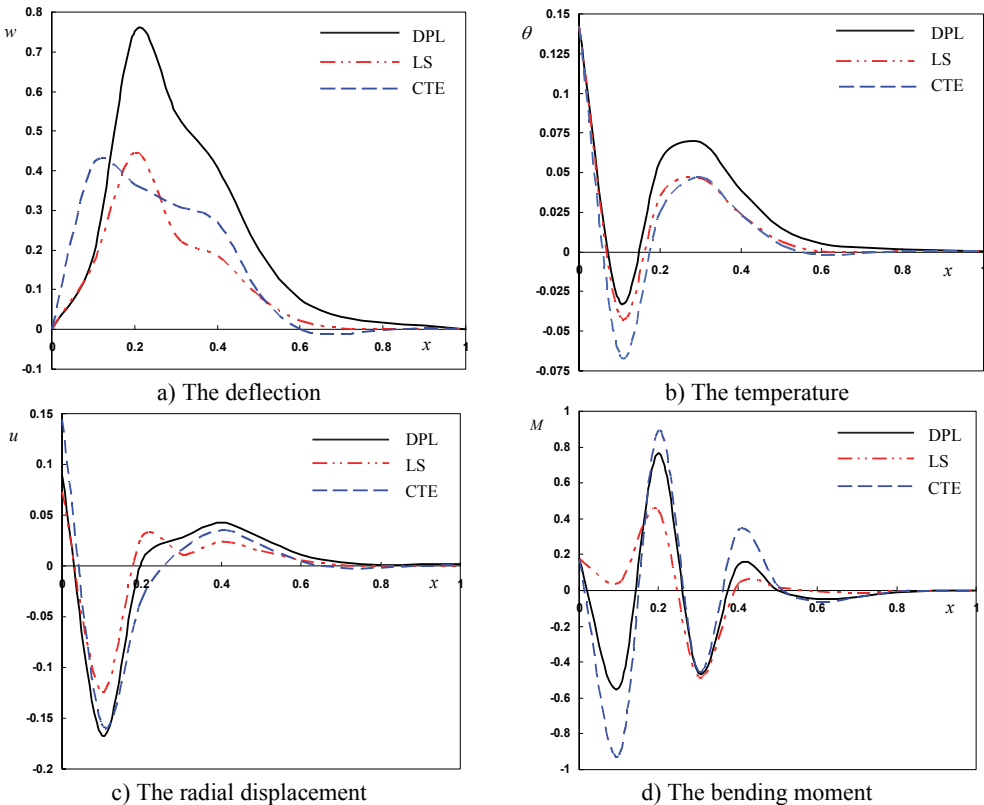 w
0.8
0.7
0.6
0.5
0.4
0.3
0.2
0.1
0
-0.1
0 0.2 0.4 0.6 0.8 x 1
DPL
LS
CTE
a) The deflection
θ
0.15
0.125
0.1
0.075
0.05
0.025
0
-0.025
-0.05
-0.075
0 0.2 0.4 0.6 0.8 x 1
DPL
LS
CTE
b) The temperature
u
0.15
0.1
0.05
0
-0.05
-0.1
-0.15
-0.2
0 0.2 0.4 0.6 0.8 x 1
DPL
LS
CTE
c) The radial displacement
M
1
0.8
0.6
0.4
0.2
0
-0.2
-0.4
-0.6
-0.8
-1
0 0.2 0.4 0.6 0.8 x 1
DPL
LS
CTE
d) The bending moment